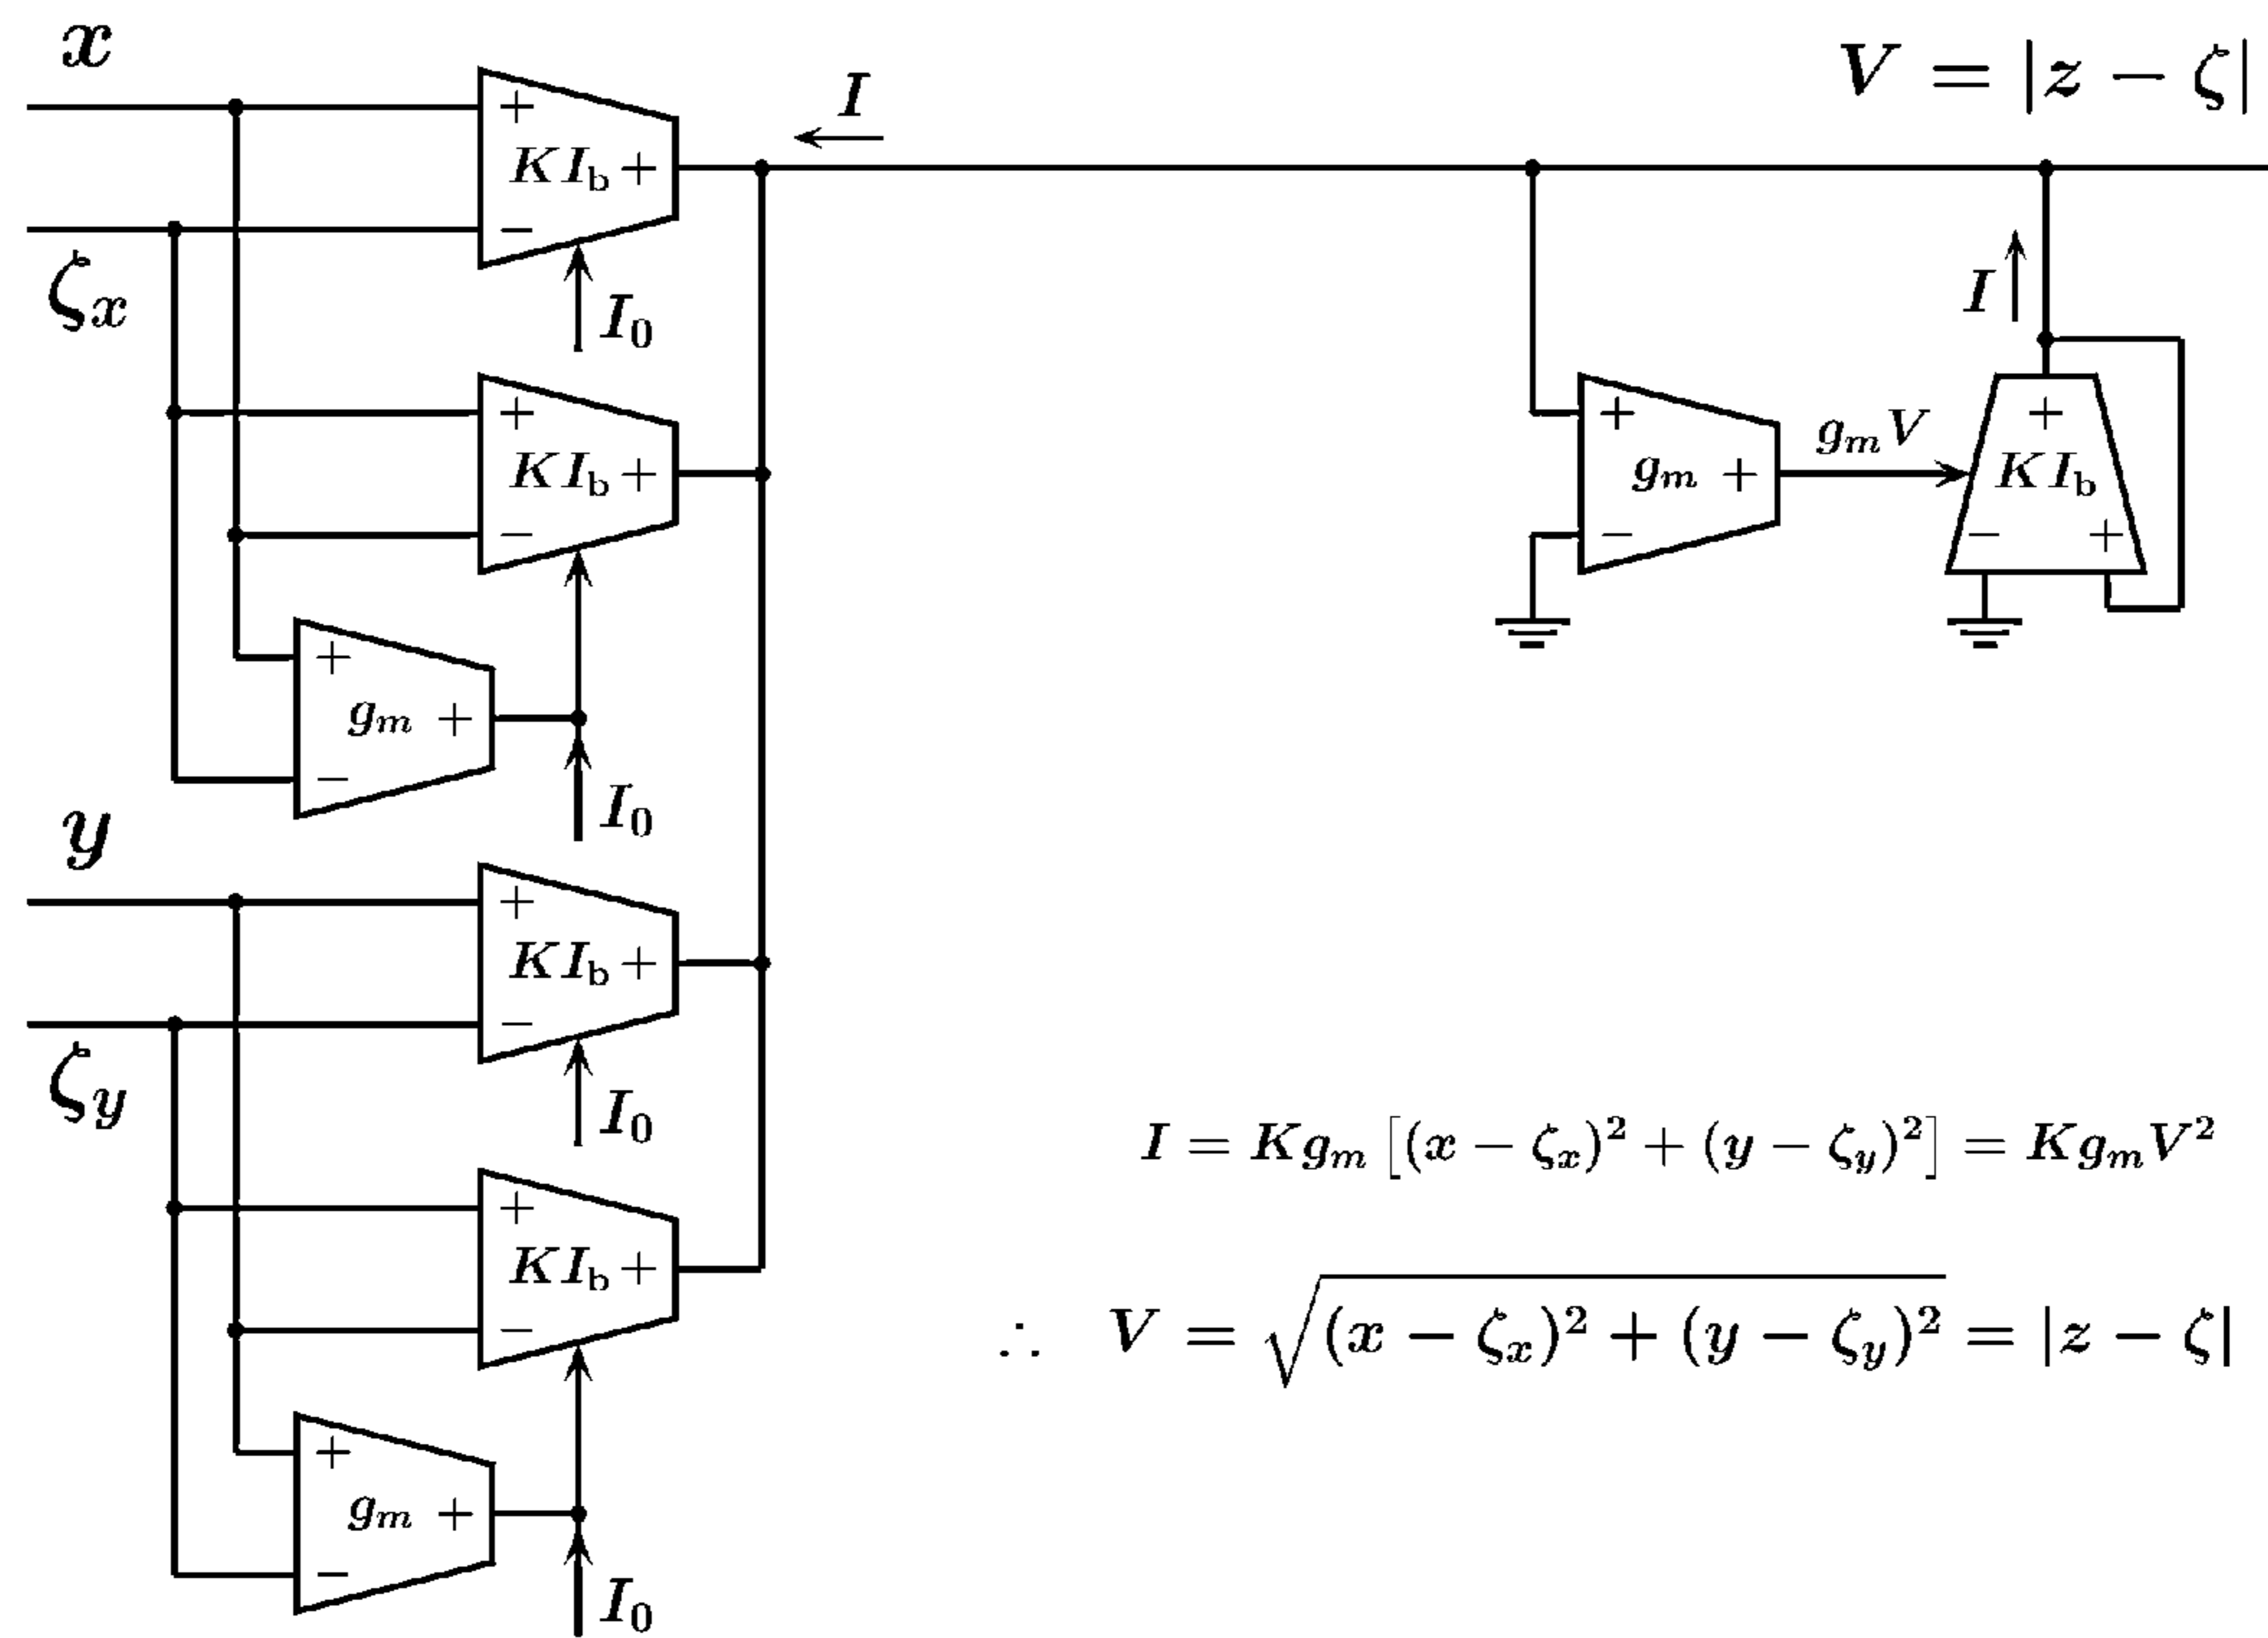 x
I
V = |z − ζ|
+
KI_b +
−
ζ_x
I_0
I
+
KI_b +
−
+
g_m +
−
g_m V
+
KI_b
− +
+
g_m +
−
I_0
y
+
KI_b +
−
ζ_y
I_0
I = Kg_m [(x − ζ_x)² + (y − ζ_y)²] = Kg_m V²
+
KI_b +
−
∴ V = √((x − ζ_x)² + (y − ζ_y)²) = |z − ζ|
+
g_m +
−
I_0